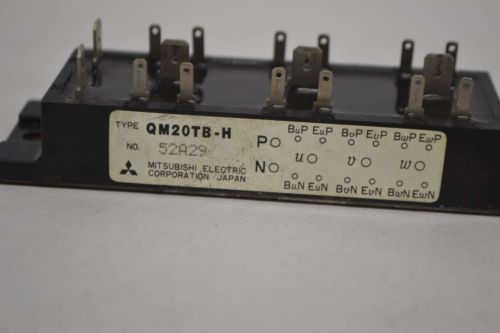 TYPE QM20TB-H
NO. 52A29
MITSUBISHI ELECTRIC
CORPORATION JAPAN
BuP EuP BvP EvP BwP EwP
P
u v w
N
BuN EuN BvN EvN BwN EwN